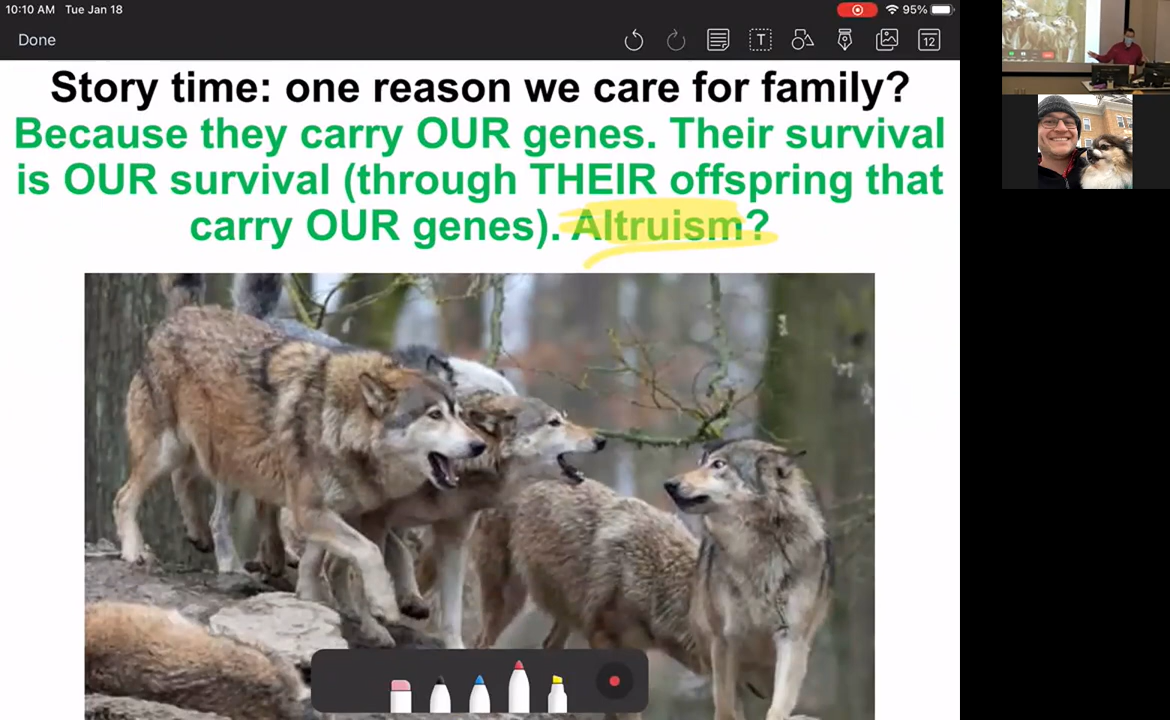 10:10 AM Tue Jan 18
95%
Done
T
12
Story time: one reason we care for family?
Because they carry OUR genes. Their survival
is OUR survival (through THEIR offspring that
carry OUR genes). Altruism?